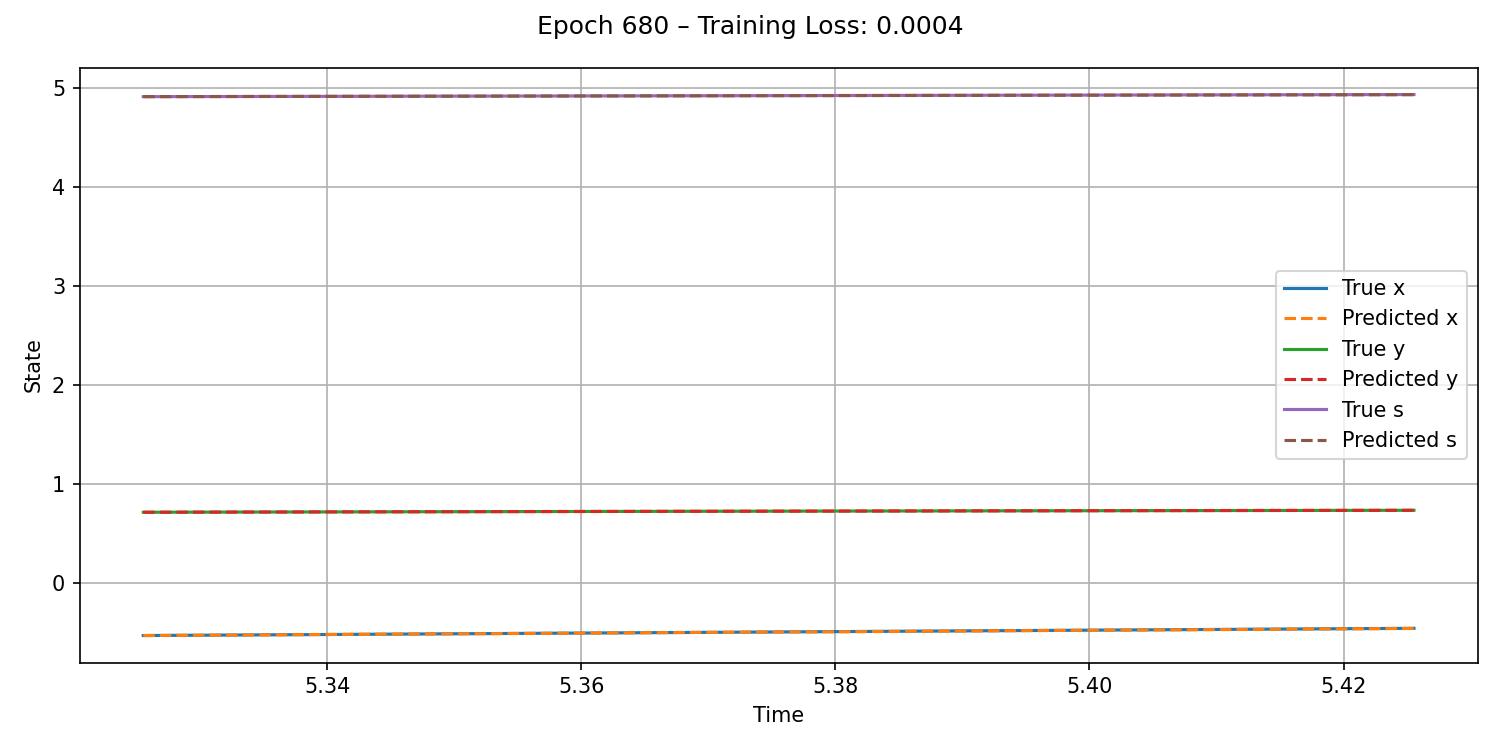 Epoch 680 – Training Loss: 0.0004
5
4
3
2
1
0
State
True x
Predicted x
True y
Predicted y
True s
Predicted s
5.34 5.36 5.38 5.40 5.42
Time